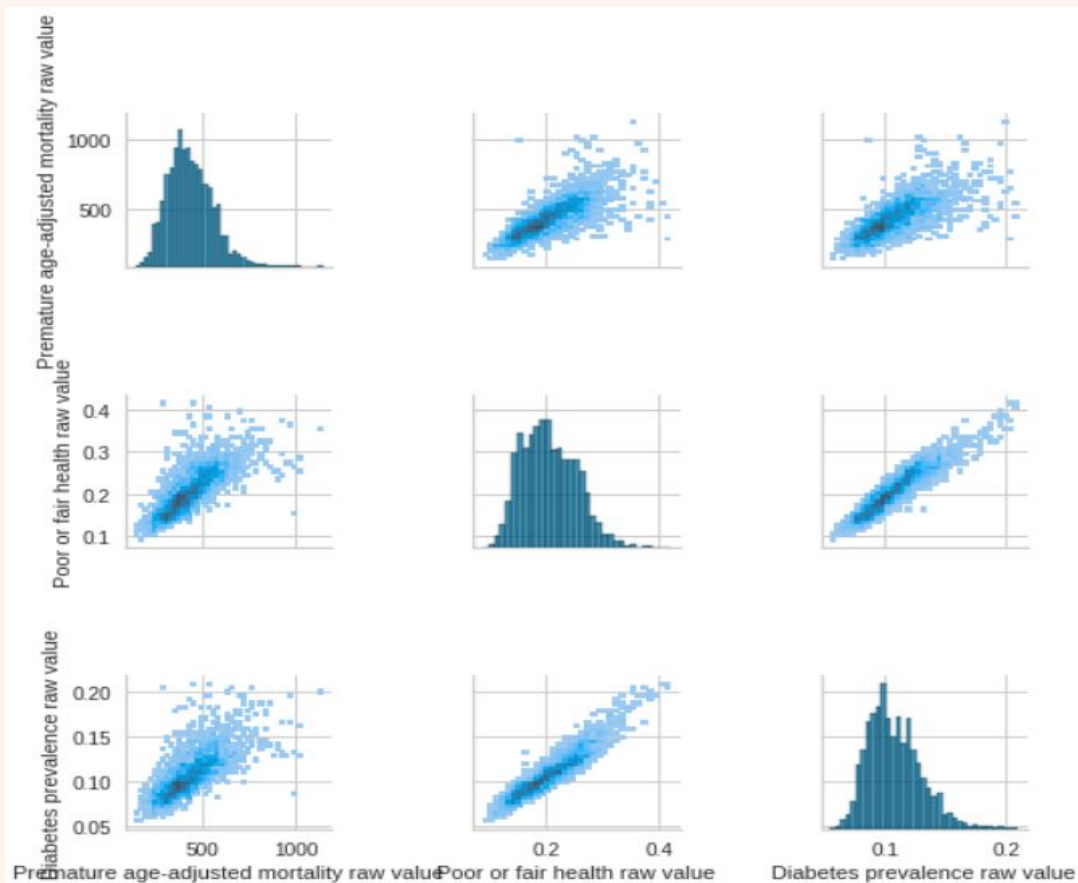 Premature age-adjusted mortality raw value
1000
500
Poor or fair health raw value
0.4
0.3
0.2
0.1
Diabetes prevalence raw value
0.20
0.15
0.10
0.05
500 1000
0.2 0.4
0.1 0.2
Premature age-adjusted mortality raw value
Poor or fair health raw value
Diabetes prevalence raw value